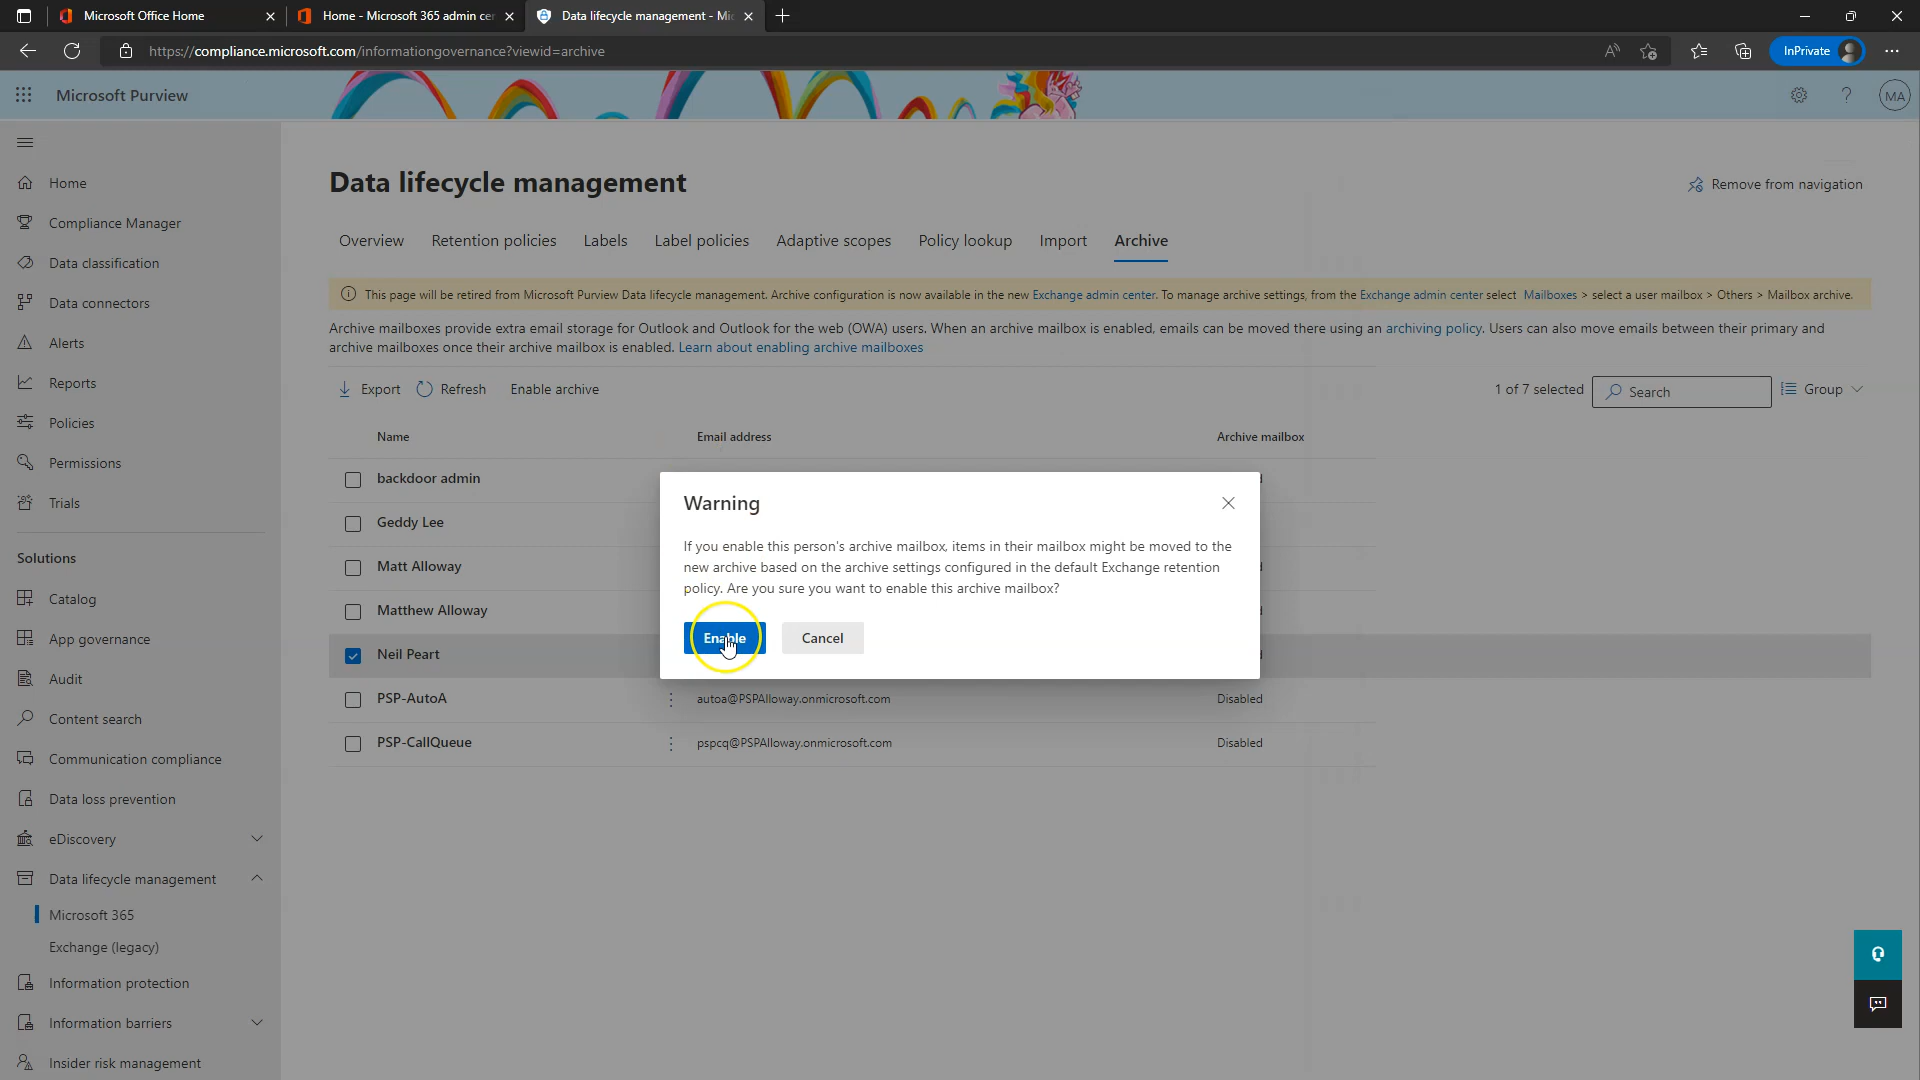 Microsoft Office Home
Home - Microsoft 365 admin cer
Data lifecycle management - Mic
https://compliance.microsoft.com/informationgovernance?viewid=archive
InPrivate
Microsoft Purview
MA
Home
Compliance Manager
Data classification
Data connectors
Alerts
Reports
Policies
Permissions
Trials
Solutions
Catalog
App governance
Audit
Content search
Communication compliance
Data loss prevention
eDiscovery
Data lifecycle management
Microsoft 365
Exchange (legacy)
Information protection
Information barriers
Insider risk management
Data lifecycle management
Remove from navigation
Overview Retention policies Labels Label policies Adaptive scopes Policy lookup Import Archive
This page will be retired from Microsoft Purview Data lifecycle management. Archive configuration is now available in the new Exchange admin center. To manage archive settings, from the Exchange admin center select Mailboxes > select a user mailbox > Others > Mailbox archive.
Archive mailboxes provide extra email storage for Outlook and Outlook for the web (OWA) users. When an archive mailbox is enabled, emails can be moved there using an archiving policy. Users can also move emails between their primary and
archive mailboxes once their archive mailbox is enabled. Learn about enabling archive mailboxes
Export Refresh Enable archive 1 of 7 selected Search Group
Name Email address Archive mailbox
backdoor admin
Geddy Lee
Matt Alloway
Matthew Alloway
Neil Peart
PSP-AutoA autoa@PSPAlloway.onmicrosoft.com Disabled
PSP-CallQueue pspcq@PSPAlloway.onmicrosoft.com Disabled
Warning
If you enable this person's archive mailbox, items in their mailbox might be moved to the
new archive based on the archive settings configured in the default Exchange retention
policy. Are you sure you want to enable this archive mailbox?
Enable Cancel